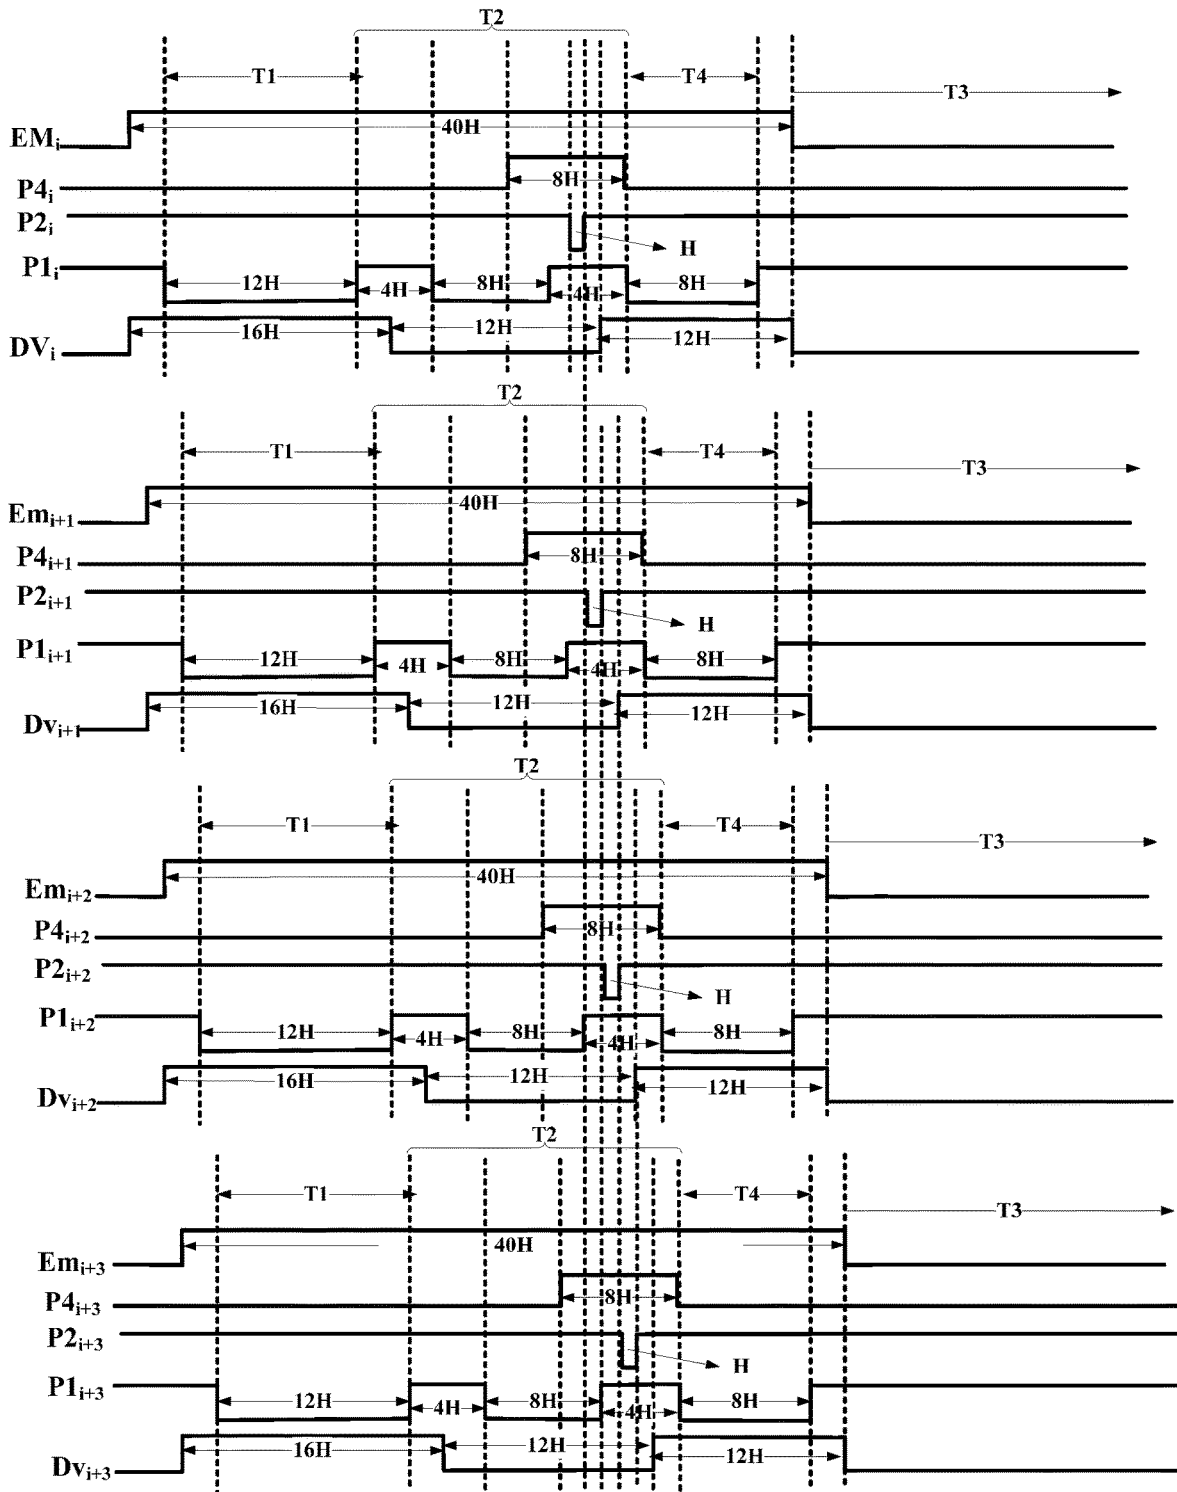 T2
T1 T4 T3
EMᵢ 40H
P4ᵢ 8H
P2ᵢ H
P1ᵢ 12H 4H 8H 4H 8H
DVᵢ 16H 12H 12H
T2
T1 T4 T3
Emᵢ₊₁ 40H
P4ᵢ₊₁ 8H
P2ᵢ₊₁ H
P1ᵢ₊₁ 12H 4H 8H 4H 8H
Dvᵢ₊₁ 16H 12H 12H
T2
T1 T4 T3
Emᵢ₊₂ 40H
P4ᵢ₊₂ 8H
P2ᵢ₊₂ H
P1ᵢ₊₂ 12H 4H 8H 4H 8H
Dvᵢ₊₂ 16H 12H 12H
T2
T1 T4 T3
Emᵢ₊₃ 40H
P4ᵢ₊₃ 8H
P2ᵢ₊₃ H
P1ᵢ₊₃ 12H 4H 8H 4H 8H
Dvᵢ₊₃ 16H 12H 12H